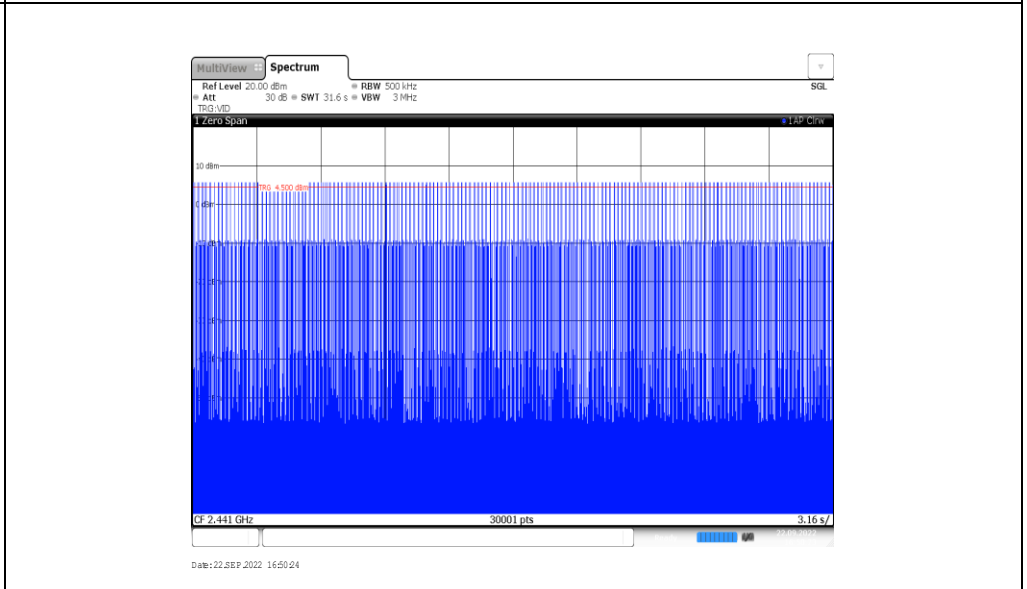 MultiView Spectrum
Ref Level 20.00 dBm RBW 500 kHz SGL
Att 30 dB SWT 31.6 s VBW 3 MHz
TRG:VID
1 Zero Span 1AP Clrw
10 dBm
TRG 4.500 dBm
0 dBm
CF 2.441 GHz 30001 pts 3.16 s/
Date:22.SEP.2022 16:50:24